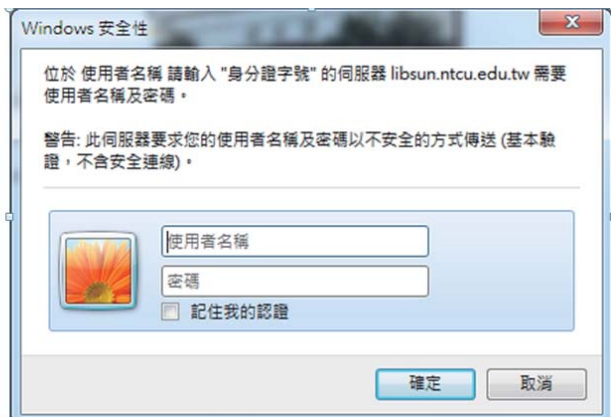 Windows 安全性
位於 使用者名稱 請輸入 "身分證字號" 的伺服器 libsun.ntcu.edu.tw 需要
使用者名稱及密碼。
警告: 此伺服器要求您的使用者名稱及密碼以不安全的方式傳送 (基本驗
證，不含安全連線)。
使用者名稱
密碼
記住我的認證
確定
取消